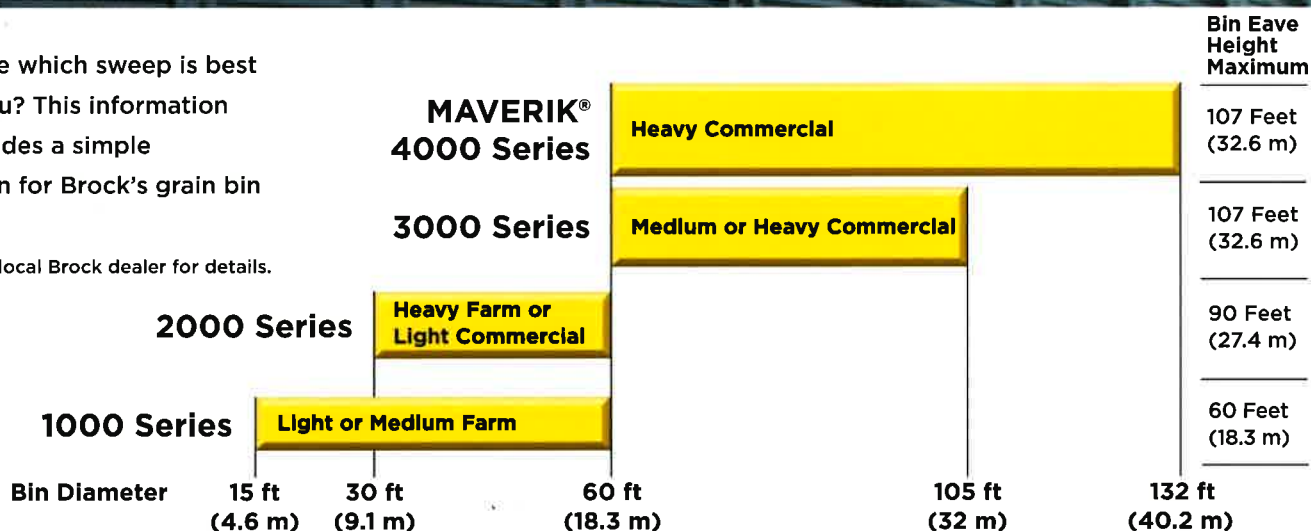 Bin Eave
Height
Maximum
e which sweep is best
u? This information
des a simple
n for Brock's grain bin
local Brock dealer for details.
MAVERIK®
4000 Series
Heavy Commercial
107 Feet
(32.6 m)
3000 Series
Medium or Heavy Commercial
107 Feet
(32.6 m)
2000 Series
Heavy Farm or
Light Commercial
90 Feet
(27.4 m)
1000 Series
Light or Medium Farm
60 Feet
(18.3 m)
Bin Diameter 15 ft 30 ft 60 ft 105 ft 132 ft
(4.6 m) (9.1 m) (18.3 m) (32 m) (40.2 m)